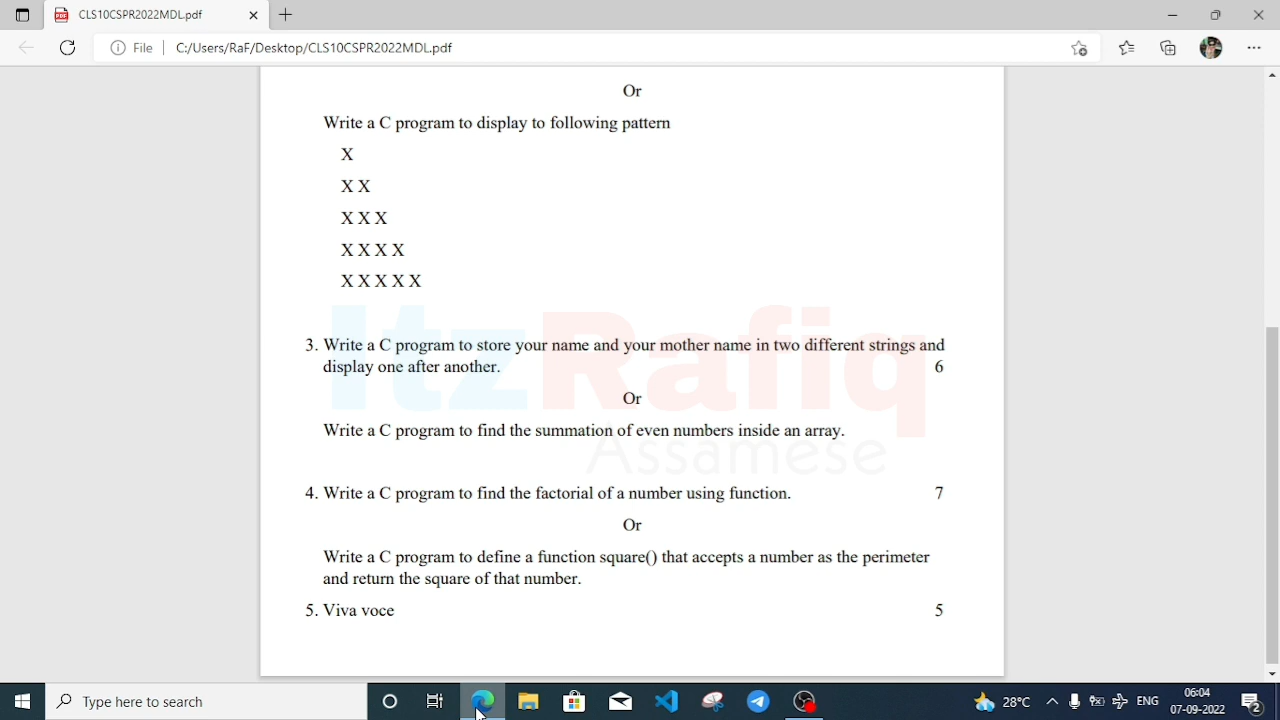 CLS10CSPR2022MDL.pdf
File C:/Users/RaF/Desktop/CLS10CSPR2022MDL.pdf
Or
Write a C program to display to following pattern
X
X X
X X X
X X X X
X X X X X
ItzRafiq
Assamese
3. Write a C program to store your name and your mother name in two different strings and
display one after another. 6
Or
Write a C program to find the summation of even numbers inside an array.
4. Write a C program to find the factorial of a number using function. 7
Or
Write a C program to define a function square() that accepts a number as the perimeter
and return the square of that number.
5. Viva voce 5
Type here to search
28°C
ENG
06:04
07-09-2022
2